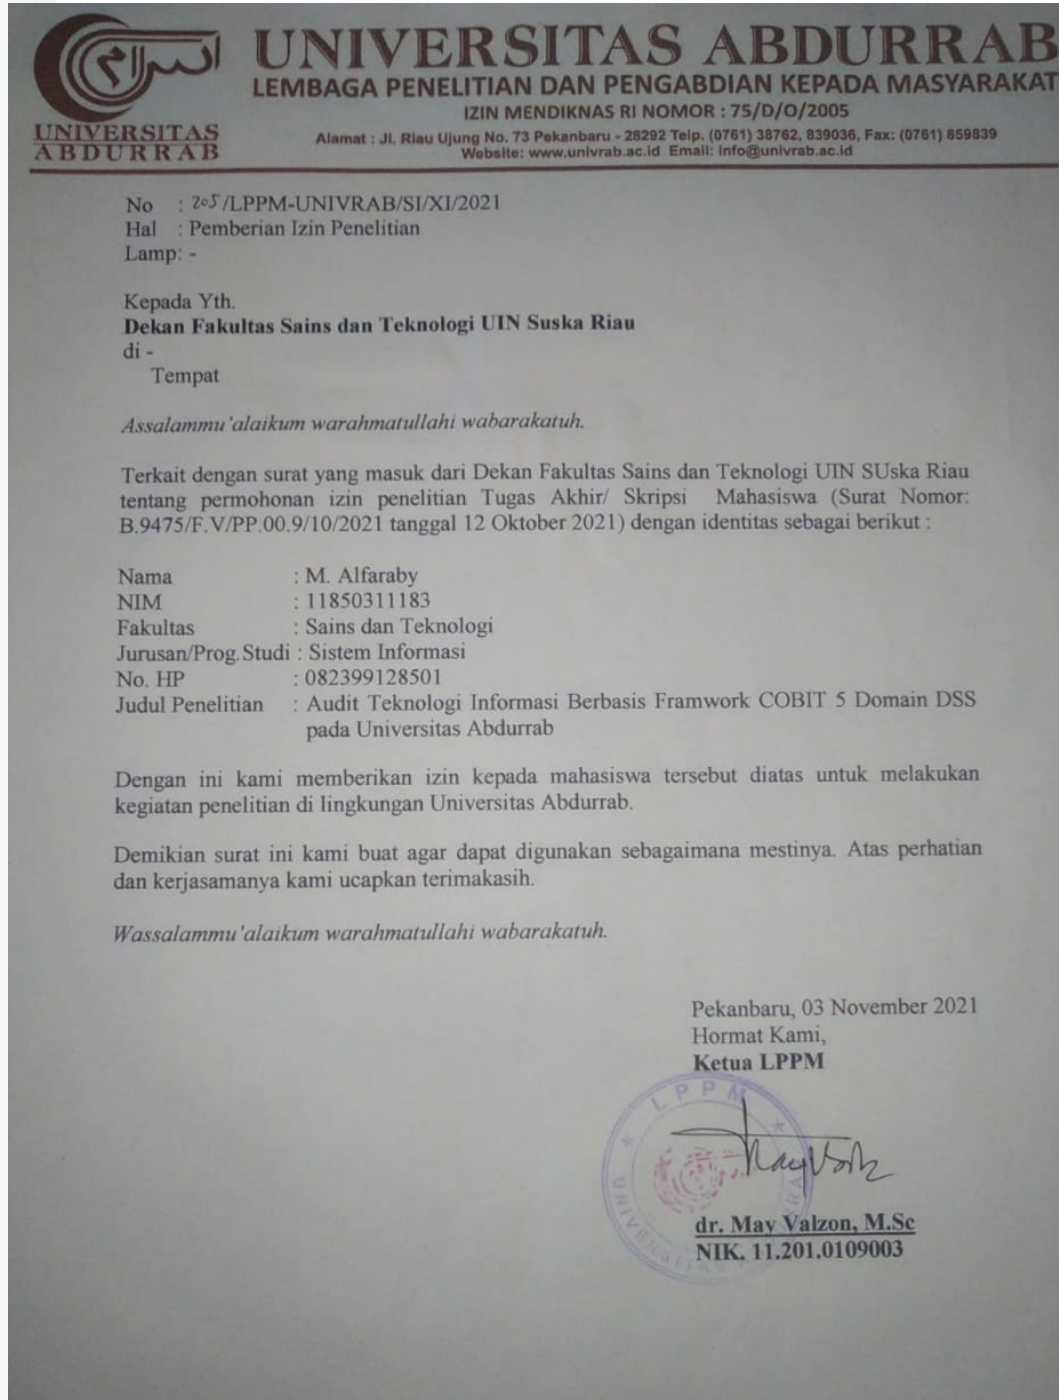 السلام
UNIVERSITAS
ABDURRAB
UNIVERSITAS ABDURRAB
LEMBAGA PENELITIAN DAN PENGABDIAN KEPADA MASYARAKAT
IZIN MENDIKNAS RI NOMOR : 75/D/O/2005
Alamat : Jl. Riau Ujung No. 73 Pekanbaru - 28292 Telp. (0761) 38762, 839036, Fax: (0761) 859839
Website: www.univrab.ac.id Email: info@univrab.ac.id
No : 205/LPPM-UNIVRAB/SI/XI/2021
Hal : Pemberian Izin Penelitian
Lamp: -
Kepada Yth.
Dekan Fakultas Sains dan Teknologi UIN Suska Riau
di -
Tempat
Assalammu'alaikum warahmatullahi wabarakatuh.
Terkait dengan surat yang masuk dari Dekan Fakultas Sains dan Teknologi UIN SUska Riau
tentang permohonan izin penelitian Tugas Akhir/ Skripsi Mahasiswa (Surat Nomor:
B.9475/F.V/PP.00.9/10/2021 tanggal 12 Oktober 2021) dengan identitas sebagai berikut :
Nama : M. Alfaraby
NIM : 11850311183
Fakultas : Sains dan Teknologi
Jurusan/Prog.Studi : Sistem Informasi
No. HP : 082399128501
Judul Penelitian : Audit Teknologi Informasi Berbasis Framwork COBIT 5 Domain DSS
pada Universitas Abdurrab
Dengan ini kami memberikan izin kepada mahasiswa tersebut diatas untuk melakukan
kegiatan penelitian di lingkungan Universitas Abdurrab.
Demikian surat ini kami buat agar dapat digunakan sebagaimana mestinya. Atas perhatian
dan kerjasamanya kami ucapkan terimakasih.
Wassalammu'alaikum warahmatullahi wabarakatuh.
Pekanbaru, 03 November 2021
Hormat Kami,
Ketua LPPM
LPPM
UNIVERSITAS
dr. May Valzon, M.Sc
NIK. 11.201.0109003